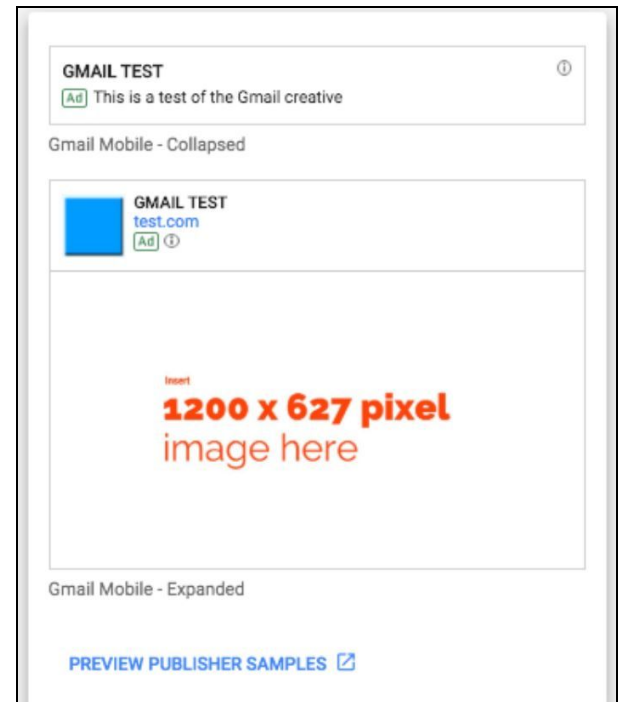 GMAIL TEST
Ad This is a test of the Gmail creative
Gmail Mobile - Collapsed
GMAIL TEST
test.com
Ad
Insert
1200 x 627 pixel
image here
Gmail Mobile - Expanded
PREVIEW PUBLISHER SAMPLES